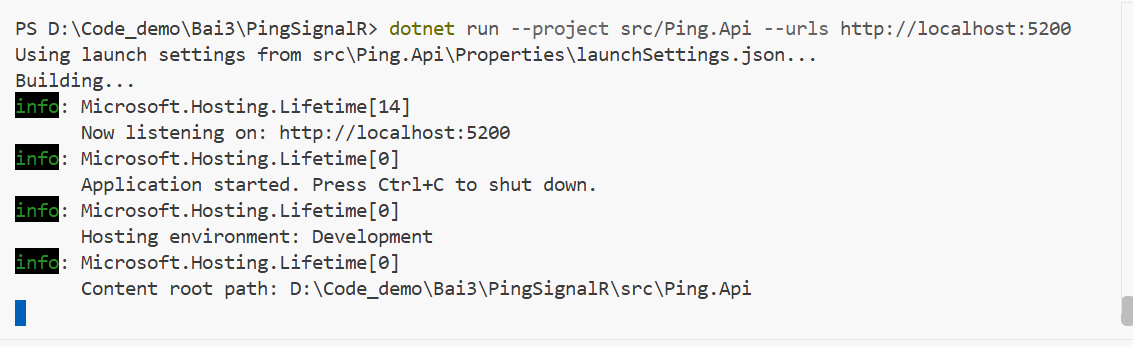 PS D:\Code_demo\Bai3\PingSignalR> dotnet run --project src/Ping.Api --urls http://localhost:5200
Using launch settings from src\Ping.Api\Properties\launchSettings.json...
Building...
info: Microsoft.Hosting.Lifetime[14]
      Now listening on: http://localhost:5200
info: Microsoft.Hosting.Lifetime[0]
      Application started. Press Ctrl+C to shut down.
info: Microsoft.Hosting.Lifetime[0]
      Hosting environment: Development
info: Microsoft.Hosting.Lifetime[0]
      Content root path: D:\Code_demo\Bai3\PingSignalR\src\Ping.Api